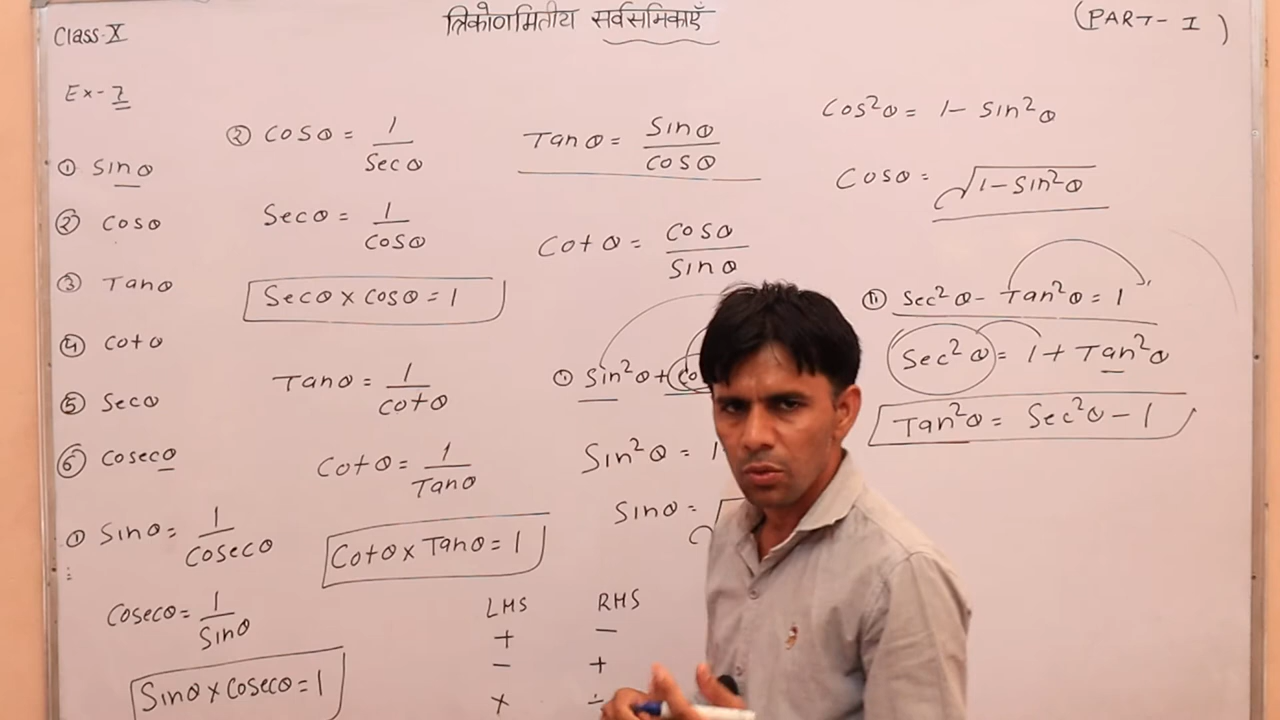 Class-X
त्रिकोणमितीय सर्वसमिकाएँ
(PART-I)
Ex-7
① Sinθ
② Cosθ
③ Tanθ
④ Cotθ
⑤ Secθ
⑥ Cosecθ
① Sinθ = 1/Cosecθ
Cosecθ = 1/Sinθ
Sinθ × Cosecθ = 1
② Cosθ = 1/Secθ
Secθ = 1/Cosθ
Secθ × Cosθ = 1
Tanθ = 1/Cotθ
Cotθ = 1/Tanθ
Cotθ × Tanθ = 1
Tanθ = Sinθ/Cosθ
Cotθ = Cosθ/Sinθ
① Sin²θ +
Sin²θ = 1
Sinθ =
LHS RHS
+ −
− +
× ÷
Cos²θ = 1 − Sin²θ
Cosθ = √1 − Sin²θ
⑪ Sec²θ − Tan²θ = 1
Sec²θ = 1 + Tan²θ
Tan²θ = Sec²θ − 1